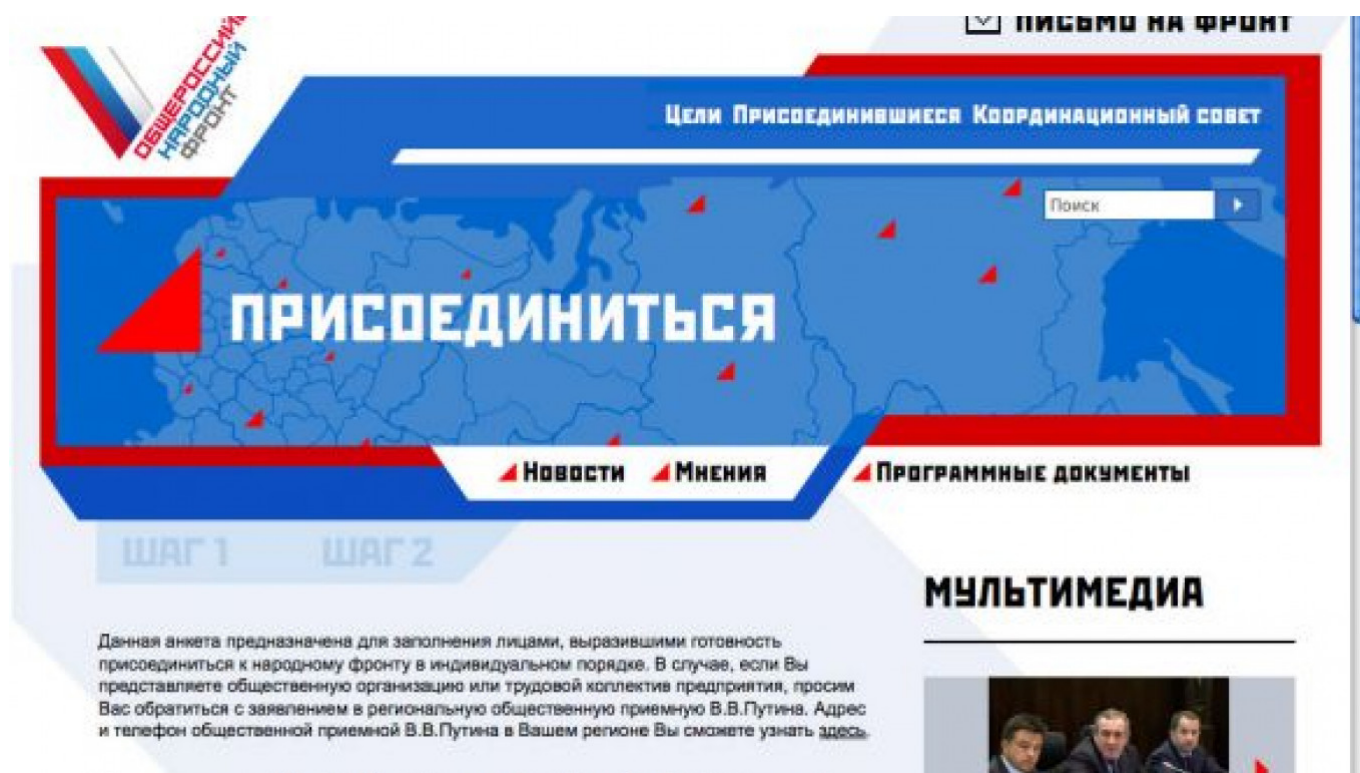 ПИСЬМО НА ФРОНТ
ОБЩЕРОССИЙС
НАРОДНЫЙ
ФРОНТ
Цели Присоединившиеся Координационный совет
Поиск
ПРИСОЕДИНИТЬСЯ
Новости Мнения Программные документы
ШАГ 1 ШАГ 2
МУЛЬТИМЕДИА
Данная анкета предназначена для заполнения лицами, выразившими готовность
присоединиться к народному фронту в индивидуальном порядке. В случае, если Вы
представляете общественную организацию или трудовой коллектив предприятия, просим
Вас обратиться с заявлением в региональную общественную приемную В.В.Путина. Адрес
и телефон общественной приемной В.В.Путина в Вашем регионе Вы сможете узнать здесь.